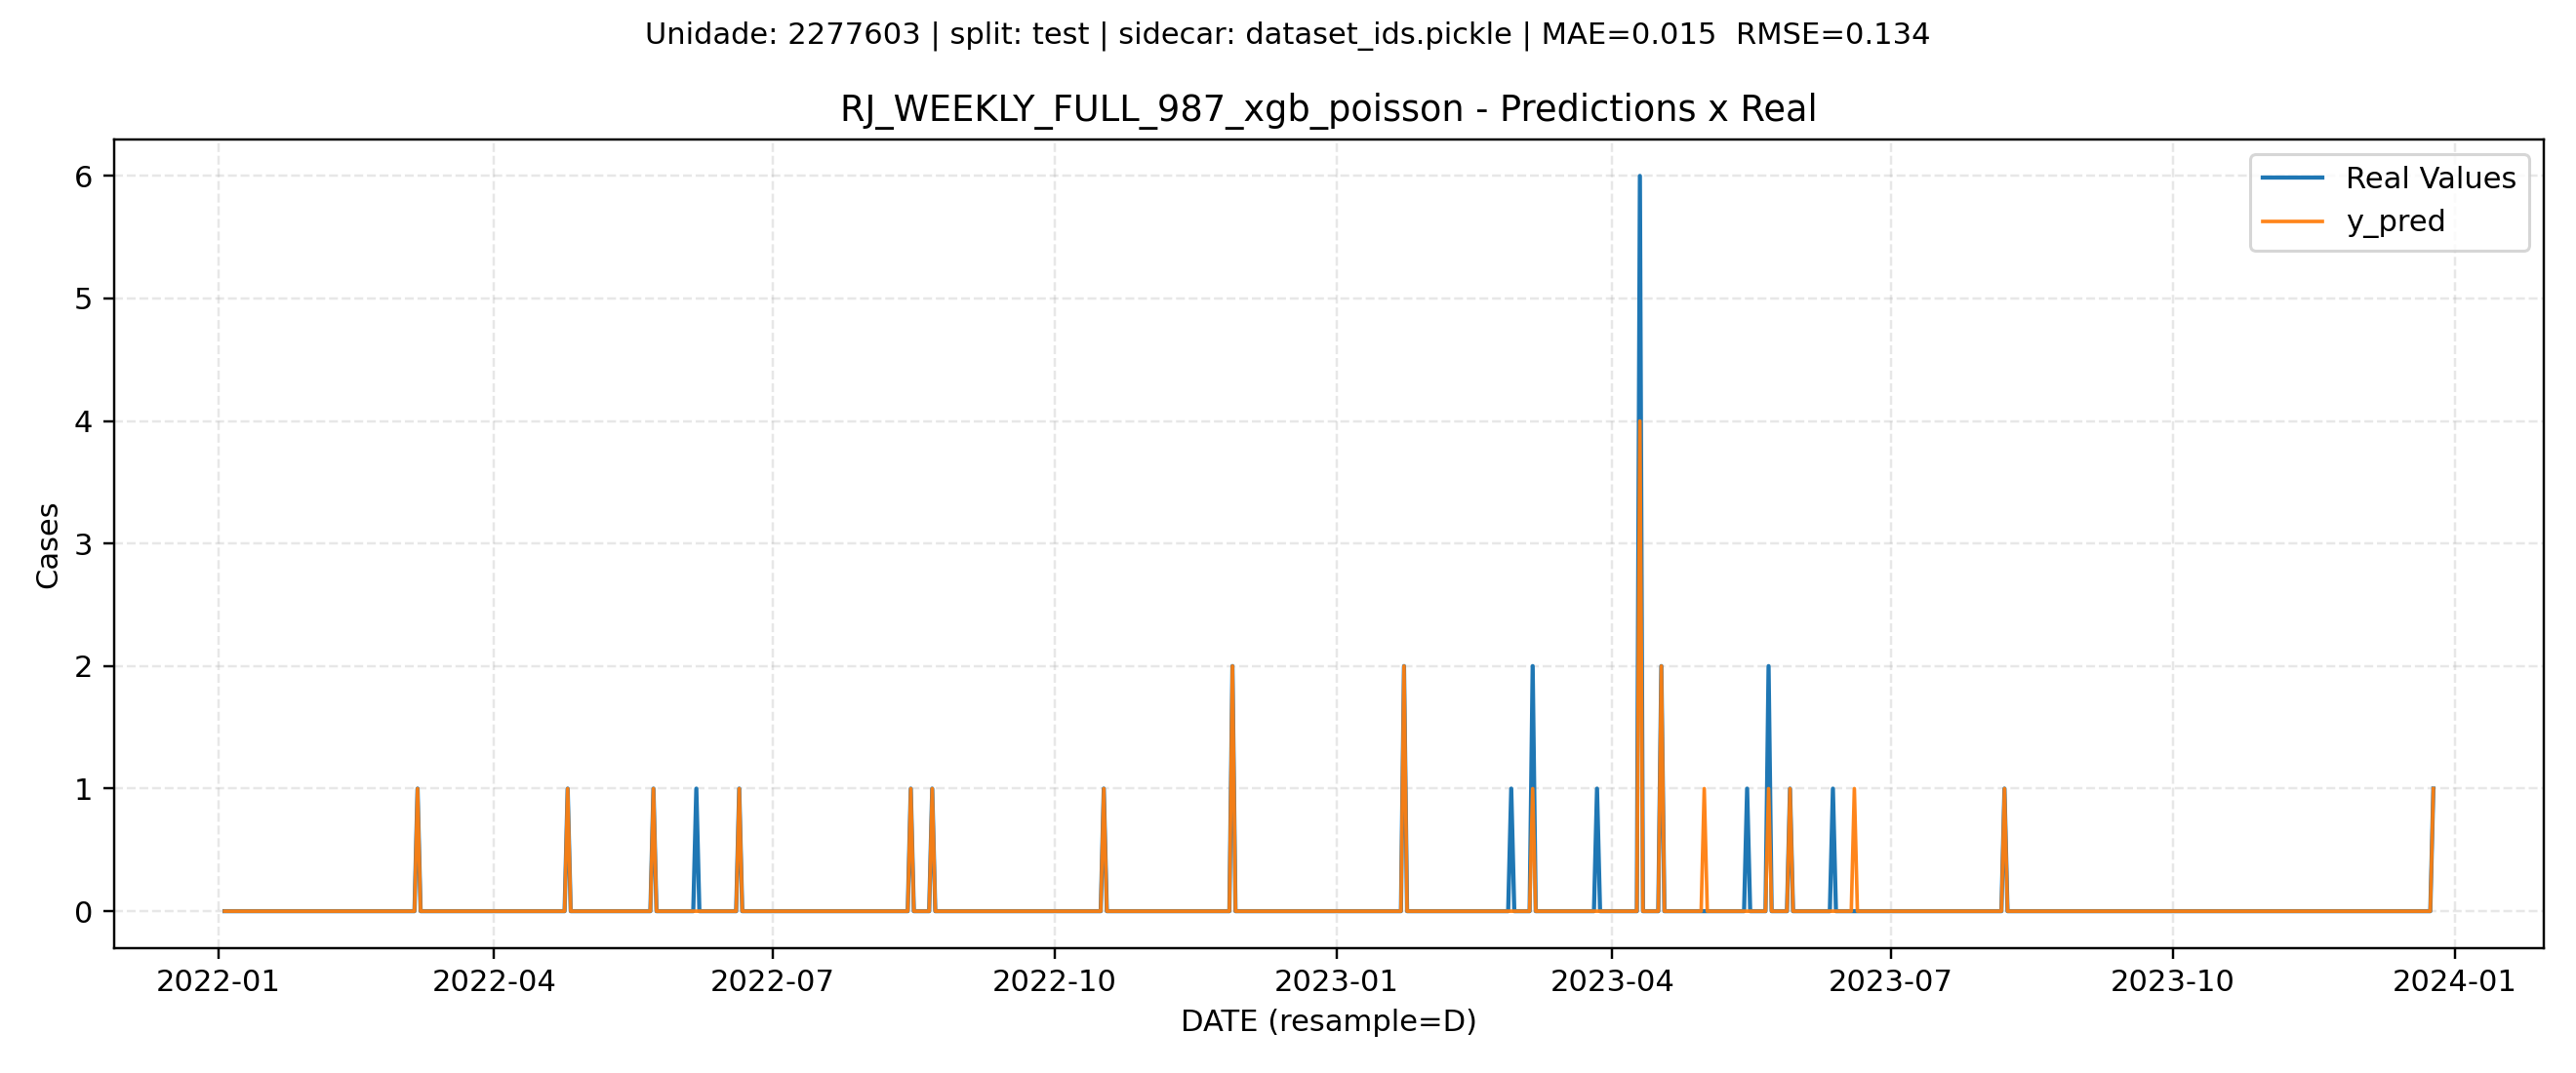 Unidade: 2277603 | split: test | sidecar: dataset_ids.pickle | MAE=0.015  RMSE=0.134
RJ_WEEKLY_FULL_987_xgb_poisson - Predictions x Real
Real Values
y_pred
6
5
4
3
2
1
0
Cases
2022-01
2022-04
2022-07
2022-10
2023-01
2023-04
2023-07
2023-10
2024-01
DATE (resample=D)